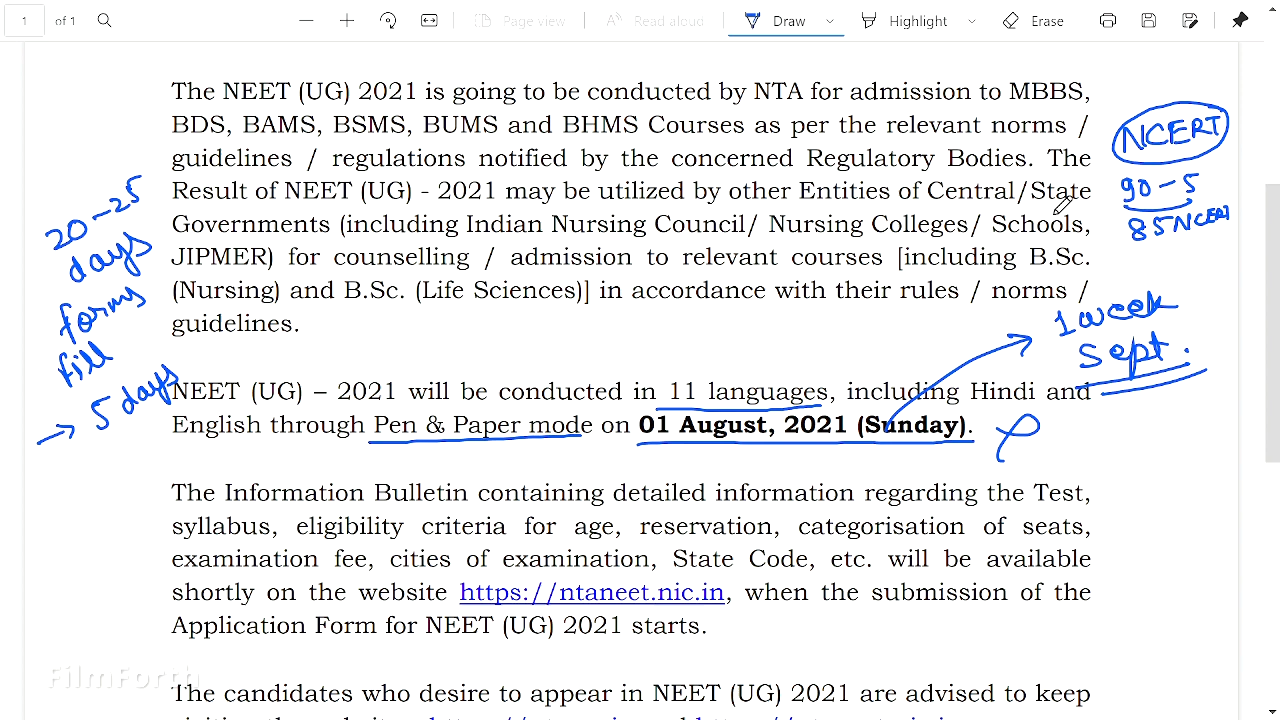 1 of 1 Page view Read aloud Draw Highlight Erase
The NEET (UG) 2021 is going to be conducted by NTA for admission to MBBS,
BDS, BAMS, BSMS, BUMS and BHMS Courses as per the relevant norms /
guidelines / regulations notified by the concerned Regulatory Bodies. The
Result of NEET (UG) - 2021 may be utilized by other Entities of Central/State
Governments (including Indian Nursing Council/ Nursing Colleges/ Schools,
JIPMER) for counselling / admission to relevant courses [including B.Sc.
(Nursing) and B.Sc. (Life Sciences)] in accordance with their rules / norms /
guidelines.
NEET (UG) – 2021 will be conducted in 11 languages, including Hindi and
English through Pen & Paper mode on 01 August, 2021 (Sunday).
The Information Bulletin containing detailed information regarding the Test,
syllabus, eligibility criteria for age, reservation, categorisation of seats,
examination fee, cities of examination, State Code, etc. will be available
shortly on the website https://ntaneet.nic.in, when the submission of the
Application Form for NEET (UG) 2021 starts.
The candidates who desire to appear in NEET (UG) 2021 are advised to keep
20-25
days
forms
fill
→ 5 days
NCERT
90-5
85 NCERT
1 week
Sept.
FilmForth